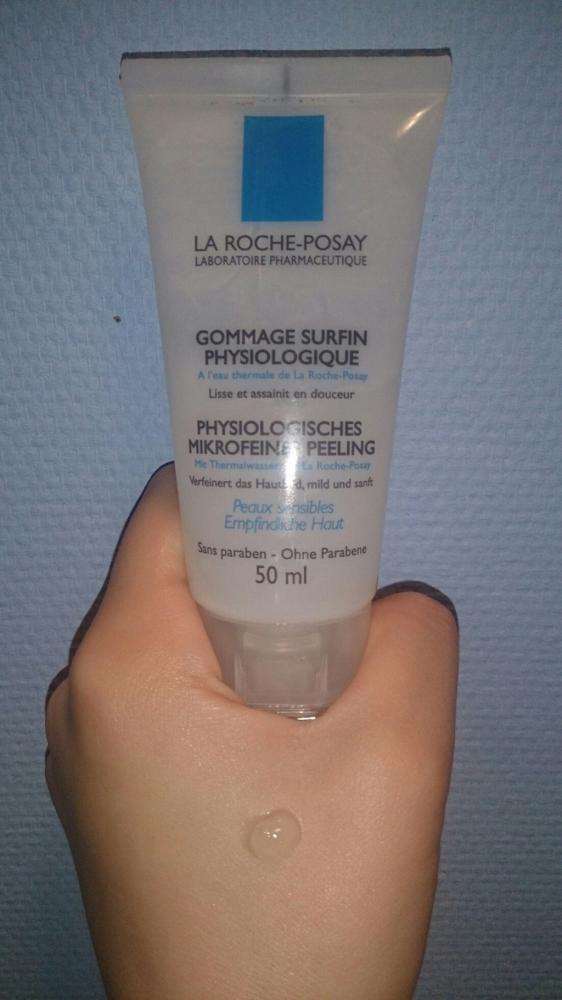 LA ROCHE-POSAY
LABORATOIRE PHARMACEUTIQUE
GOMMAGE SURFIN
PHYSIOLOGIQUE
A l'eau thermale de La Roche-Posay
Lisse et assainit en douceur
PHYSIOLOGISCHES
MIKROFEINES PEELING
Mit Thermalwasser La Roche-Posay
Verfeinert das Hautbild, mild und sanft
Peaux sensibles
Empfindliche Haut
Sans paraben - Ohne Parabene
50 ml